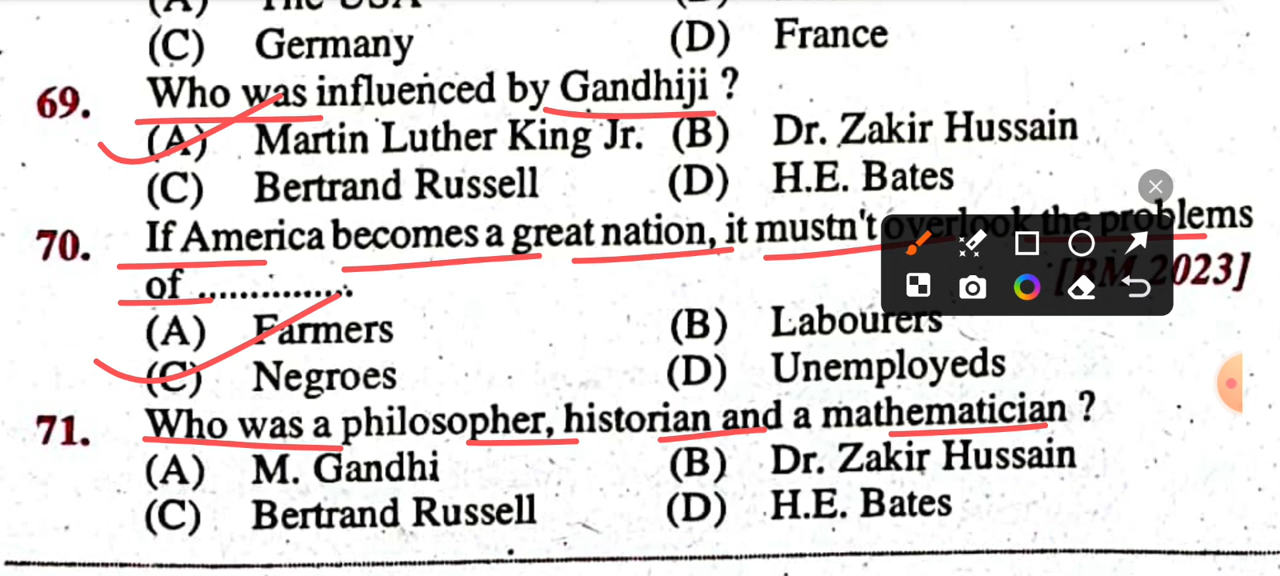 (A) The USA
(C) Germany (D) France
69. Who was influenced by Gandhiji ?
(A) Martin Luther King Jr. (B) Dr. Zakir Hussain
(C) Bertrand Russell (D) H.E. Bates
70. If America becomes a great nation, it mustn't overlook the problems
of ............... [BM 2023]
(A) Farmers (B) Labourers
(C) Negroes (D) Unemployeds
71. Who was a philosopher, historian and a mathematician ?
(A) M. Gandhi (B) Dr. Zakir Hussain
(C) Bertrand Russell (D) H.E. Bates